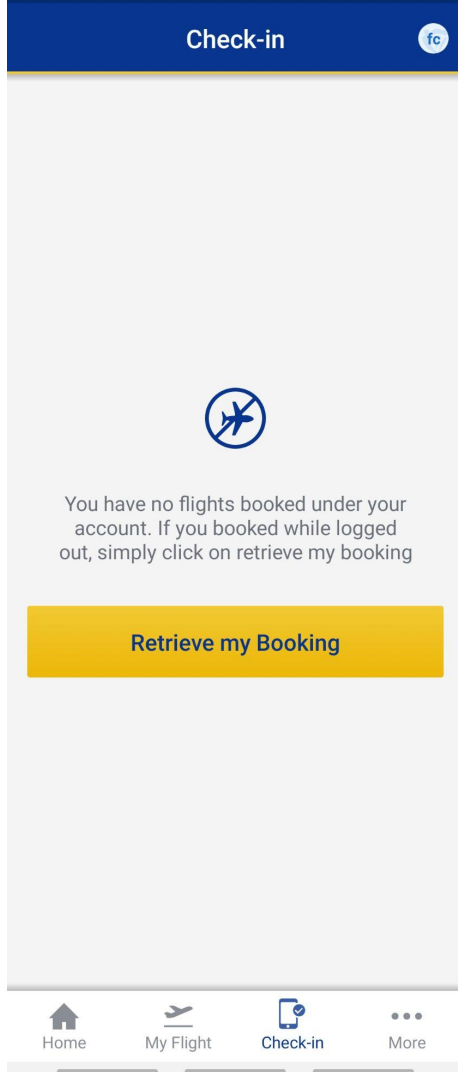 Check-in
fc
You have no flights booked under your
account. If you booked while logged
out, simply click on retrieve my booking
Retrieve my Booking
Home
My Flight
Check-in
More